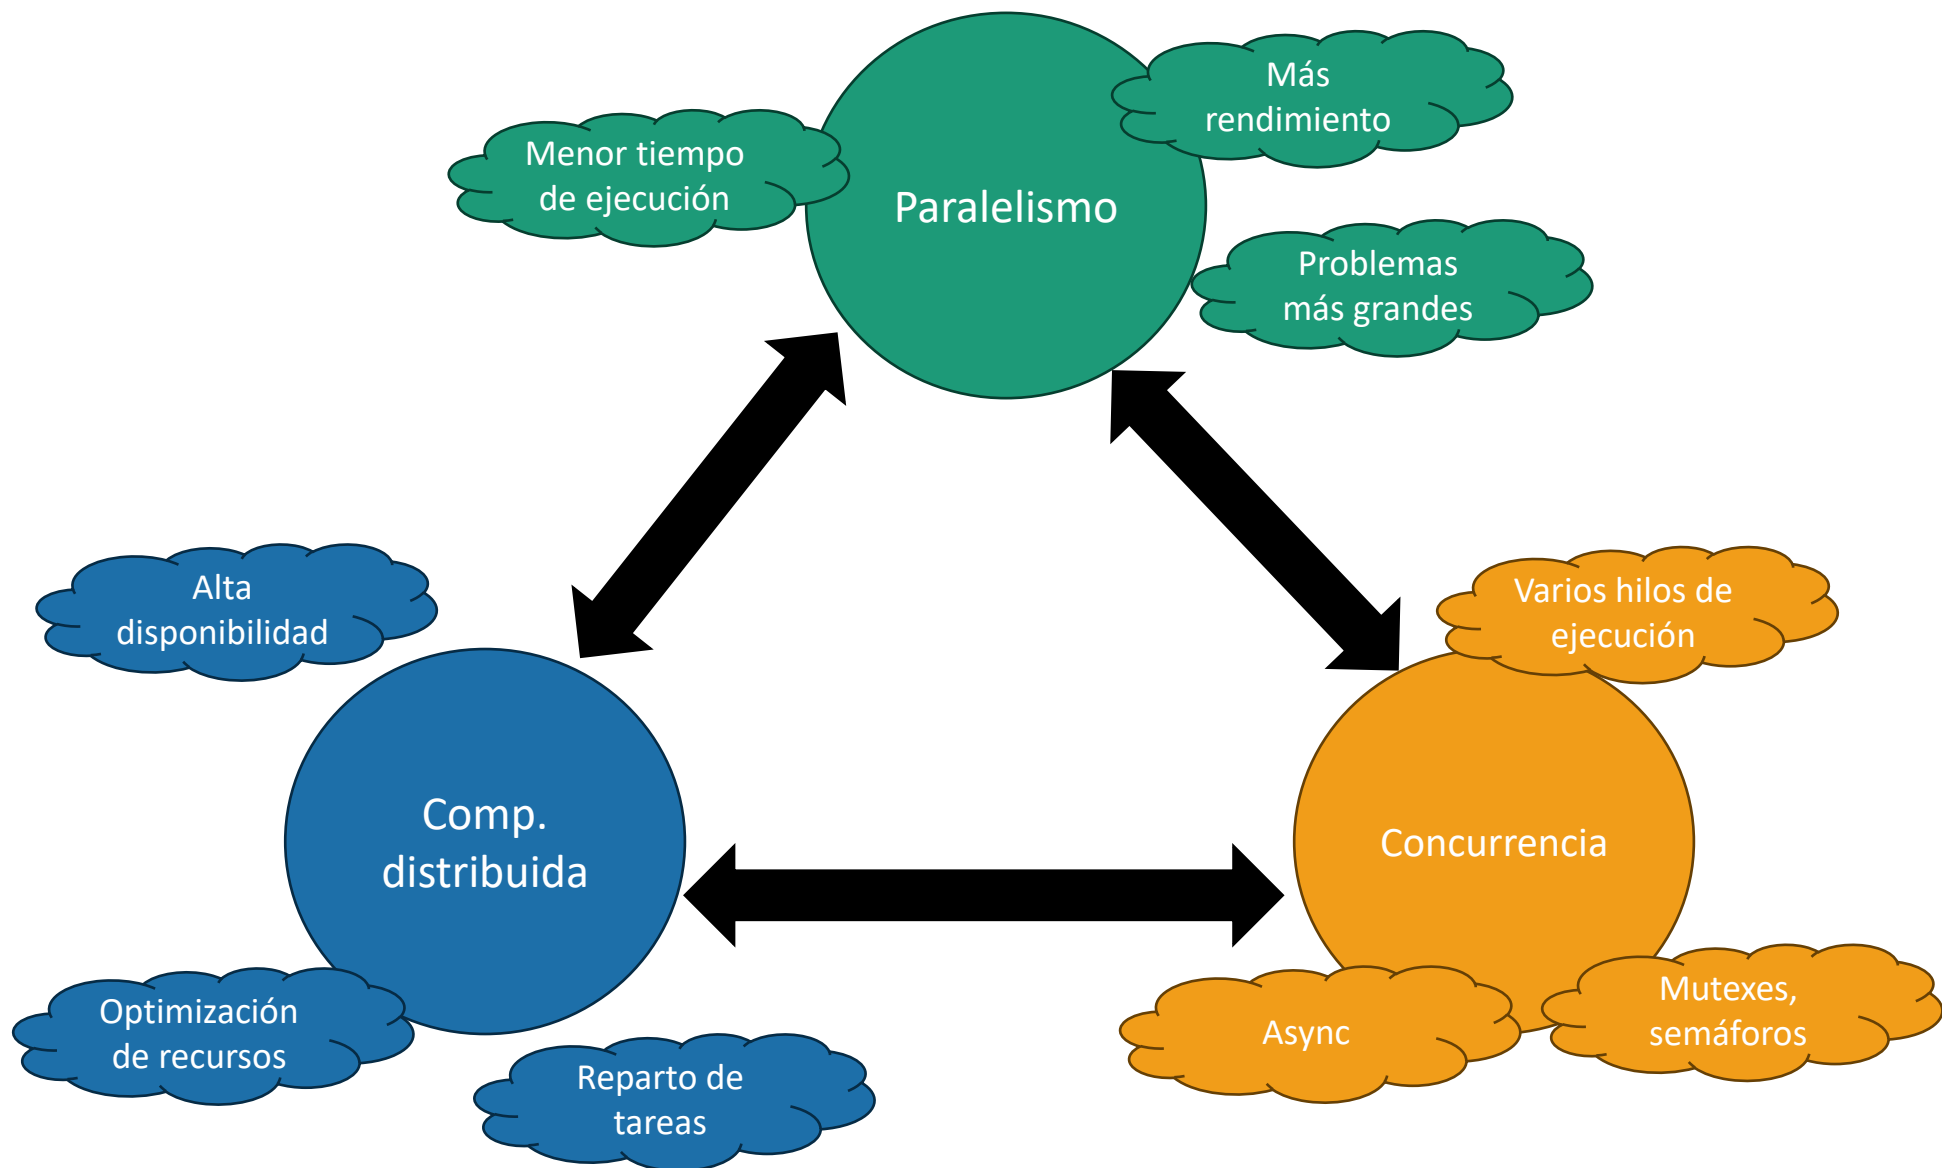 Más
rendimiento
Menor tiempo
de ejecución
Paralelismo
Problemas
más grandes
Alta
disponibilidad
Varios hilos de
ejecución
Comp.
distribuida
Concurrencia
Optimización
de recursos
Async
Mutexes,
semáforos
Reparto de
tareas